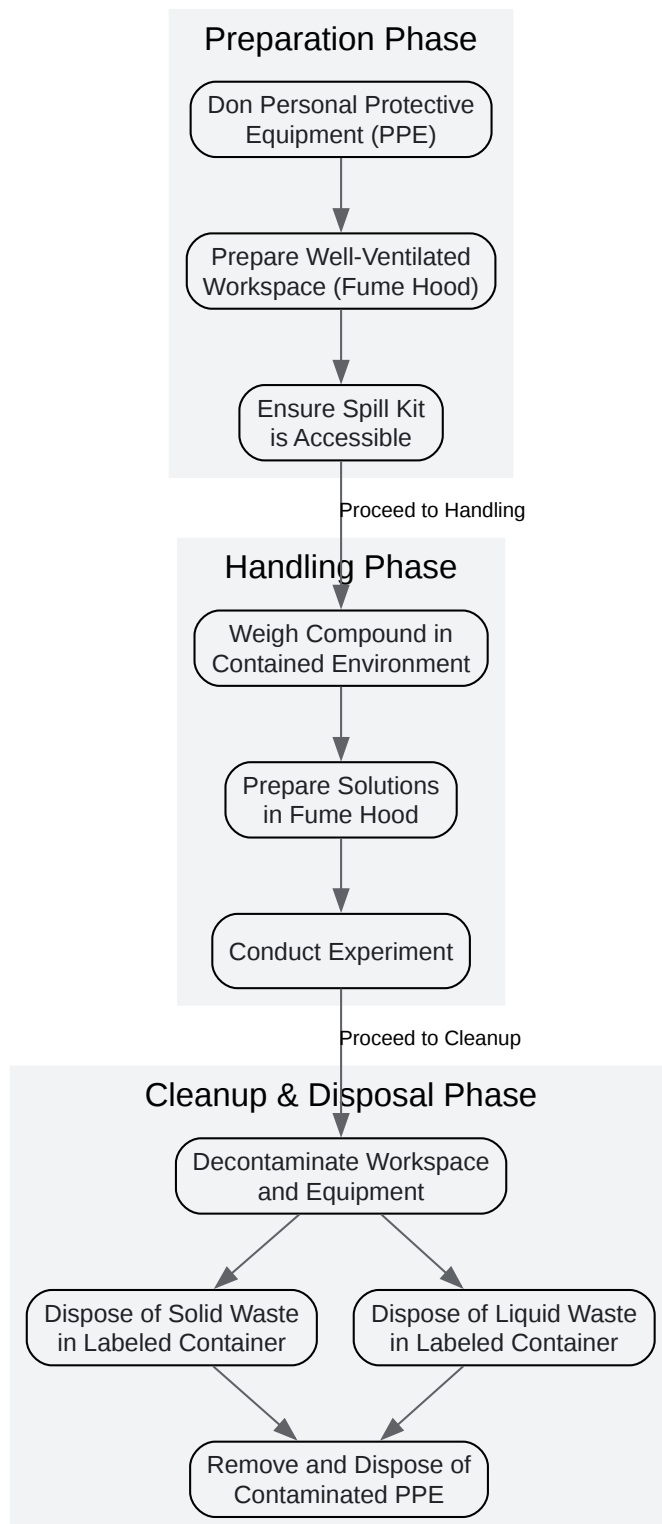 Preparation Phase
Don Personal Protective
Equipment (PPE)
Prepare Well-Ventilated
Workspace (Fume Hood)
Ensure Spill Kit
is Accessible
Proceed to Handling
Handling Phase
Weigh Compound in
Contained Environment
Prepare Solutions
in Fume Hood
Conduct Experiment
Proceed to Cleanup
Cleanup & Disposal Phase
Decontaminate Workspace
and Equipment
Dispose of Solid Waste
in Labeled Container
Dispose of Liquid Waste
in Labeled Container
Remove and Dispose of
Contaminated PPE